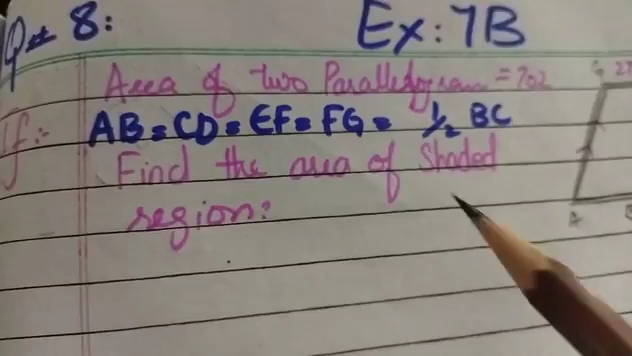 Qst 8:
Ex: 7B
Area of two Parallelogram = 702
If:- AB = CD = EF = FG = 1/2 BC
Find the area of Shaded
region:
G
A